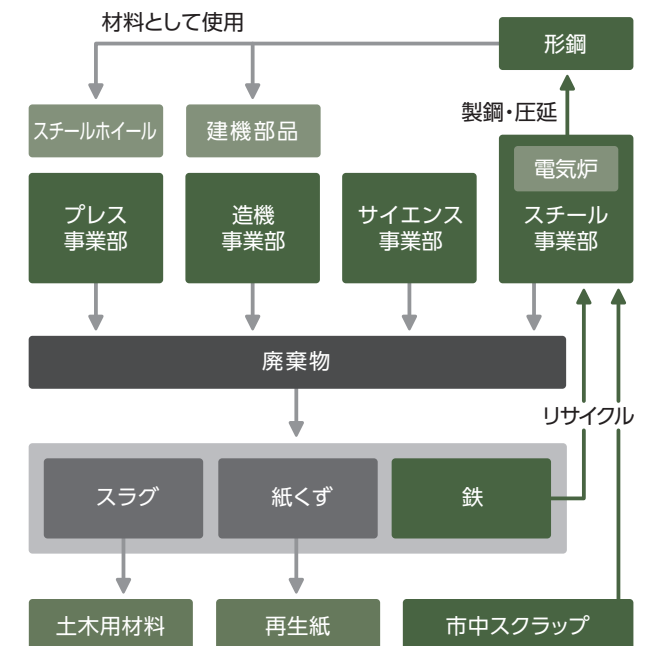 材料として使用
形鋼
製鋼・圧延
スチールホイール
建機部品
電気炉
プレス
事業部
造機
事業部
サイエンス
事業部
スチール
事業部
廃棄物
リサイクル
スラグ
紙くず
鉄
土木用材料
再生紙
市中スクラップ